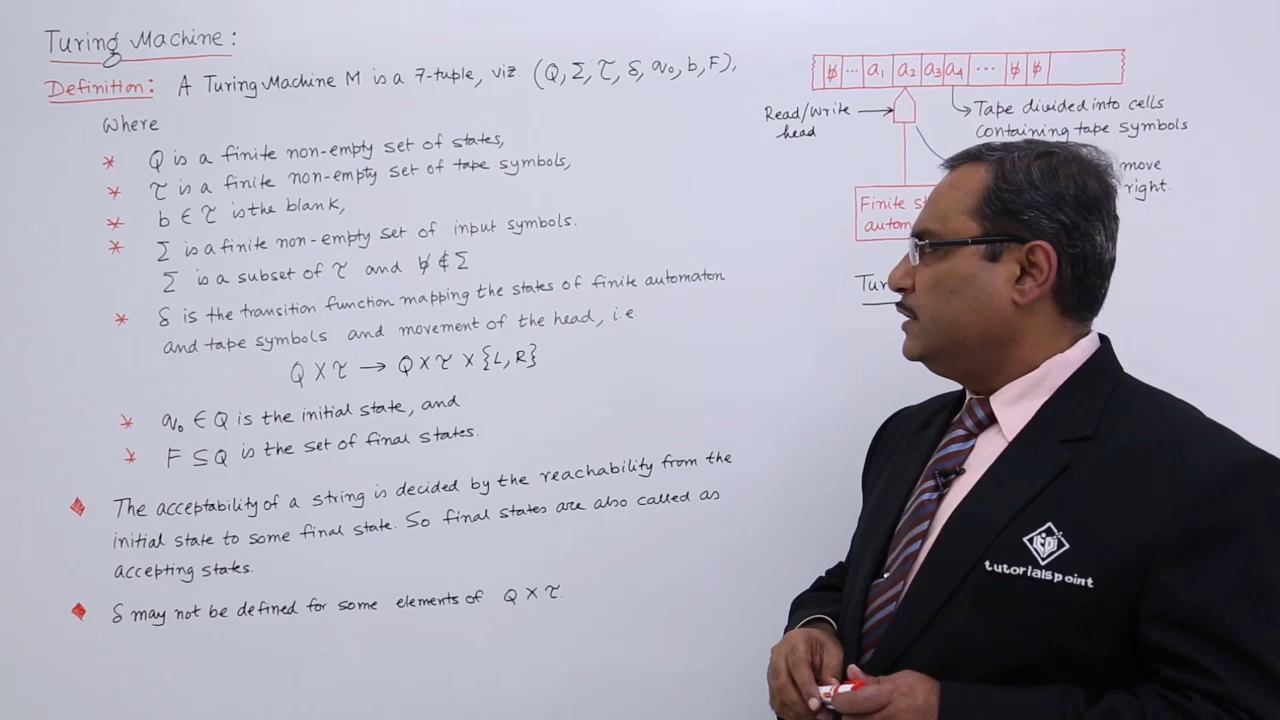 Turing Machine:
Definition: A Turing Machine M is a 7-tuple, viz. (Q, Σ, τ, δ, q₀, b, F),
Where
* Q is a finite non-empty set of states,
* τ is a finite non-empty set of tape symbols,
* b ∈ τ is the blank,
* Σ is a finite non-empty set of input symbols.
Σ is a subset of τ and b̸ ∉ Σ
* δ is the transition function mapping the states of finite automaton
and tape symbols and movement of the head, i.e
Q X τ → Q X τ X {L, R}
* q₀ ∈ Q is the initial state, and
* F ⊆ Q is the set of final states.
The acceptability of a string is decided by the reachability from the
initial state to some final state. So final states are also called as
accepting states.
δ may not be defined for some elements of Q X τ.
b̸ ... a₁ a₂ a₃ a₄ ... b̸ b̸
Read/Write
head
Tape divided into cells
containing tape symbols
move
right.
Finite
Tur
tutorialspoint